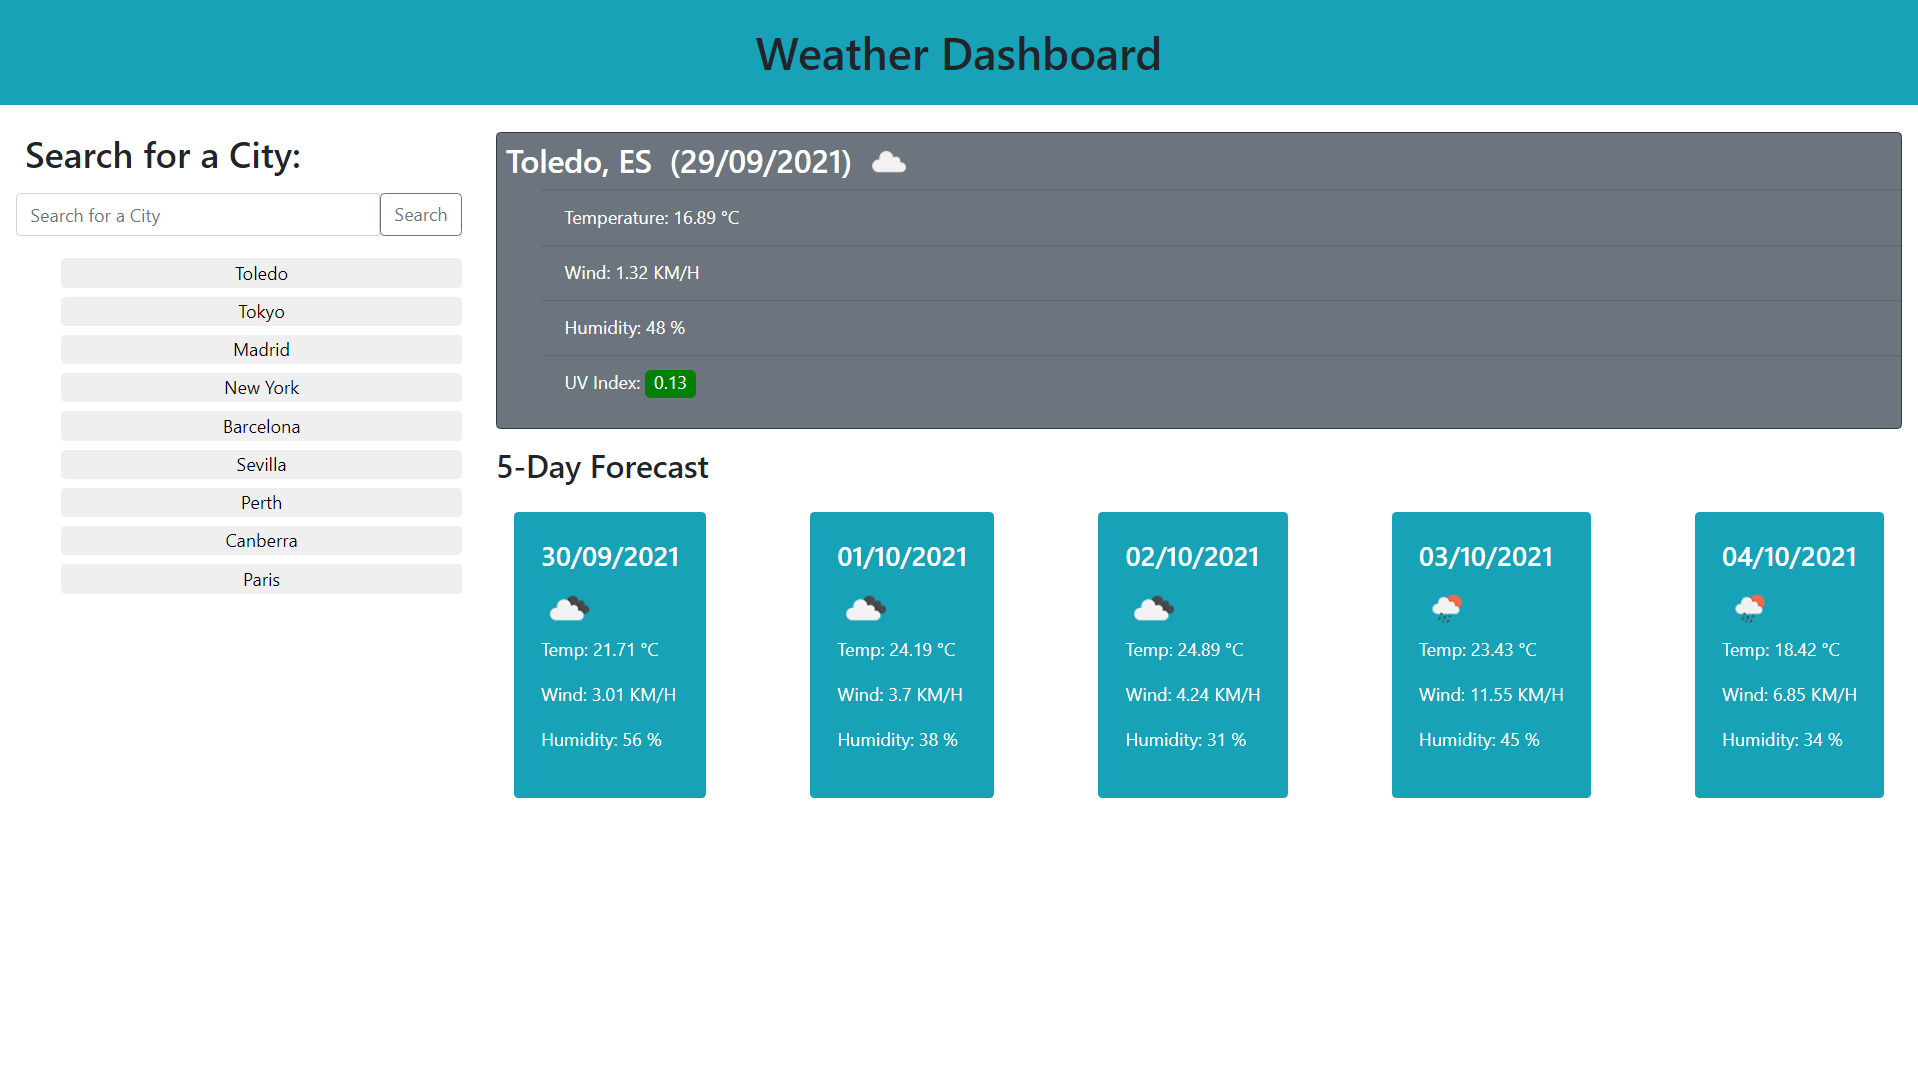 Weather Dashboard
Search for a City:
Search for a City
Search
Toledo
Tokyo
Madrid
New York
Barcelona
Sevilla
Perth
Canberra
Paris
Toledo, ES (29/09/2021)
Temperature: 16.89 °C
Wind: 1.32 KM/H
Humidity: 48 %
UV Index: 0.13
5-Day Forecast
30/09/2021
Temp: 21.71 °C
Wind: 3.01 KM/H
Humidity: 56 %
01/10/2021
Temp: 24.19 °C
Wind: 3.7 KM/H
Humidity: 38 %
02/10/2021
Temp: 24.89 °C
Wind: 4.24 KM/H
Humidity: 31 %
03/10/2021
Temp: 23.43 °C
Wind: 11.55 KM/H
Humidity: 45 %
04/10/2021
Temp: 18.42 °C
Wind: 6.85 KM/H
Humidity: 34 %